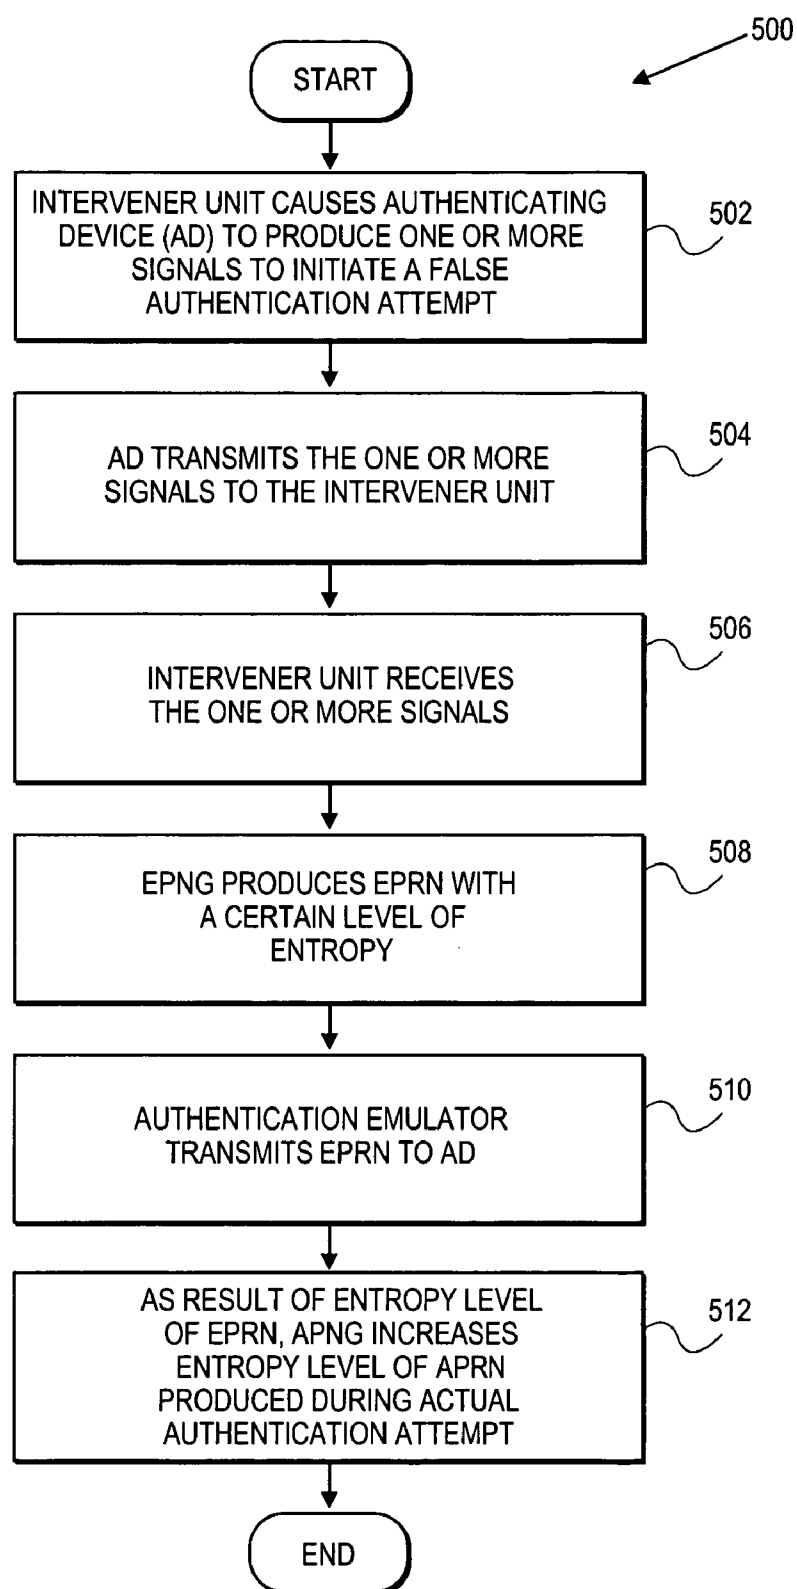 500
START
INTERVENER UNIT CAUSES AUTHENTICATING
DEVICE (AD) TO PRODUCE ONE OR MORE
SIGNALS TO INITIATE A FALSE
AUTHENTICATION ATTEMPT
502
AD TRANSMITS THE ONE OR MORE
SIGNALS TO THE INTERVENER UNIT
504
INTERVENER UNIT RECEIVES
THE ONE OR MORE SIGNALS
506
EPNG PRODUCES EPRN WITH
A CERTAIN LEVEL OF
ENTROPY
508
AUTHENTICATION EMULATOR
TRANSMITS EPRN TO AD
510
AS RESULT OF ENTROPY LEVEL
OF EPRN, APNG INCREASES
ENTROPY LEVEL OF APRN
PRODUCED DURING ACTUAL
AUTHENTICATION ATTEMPT
512
END